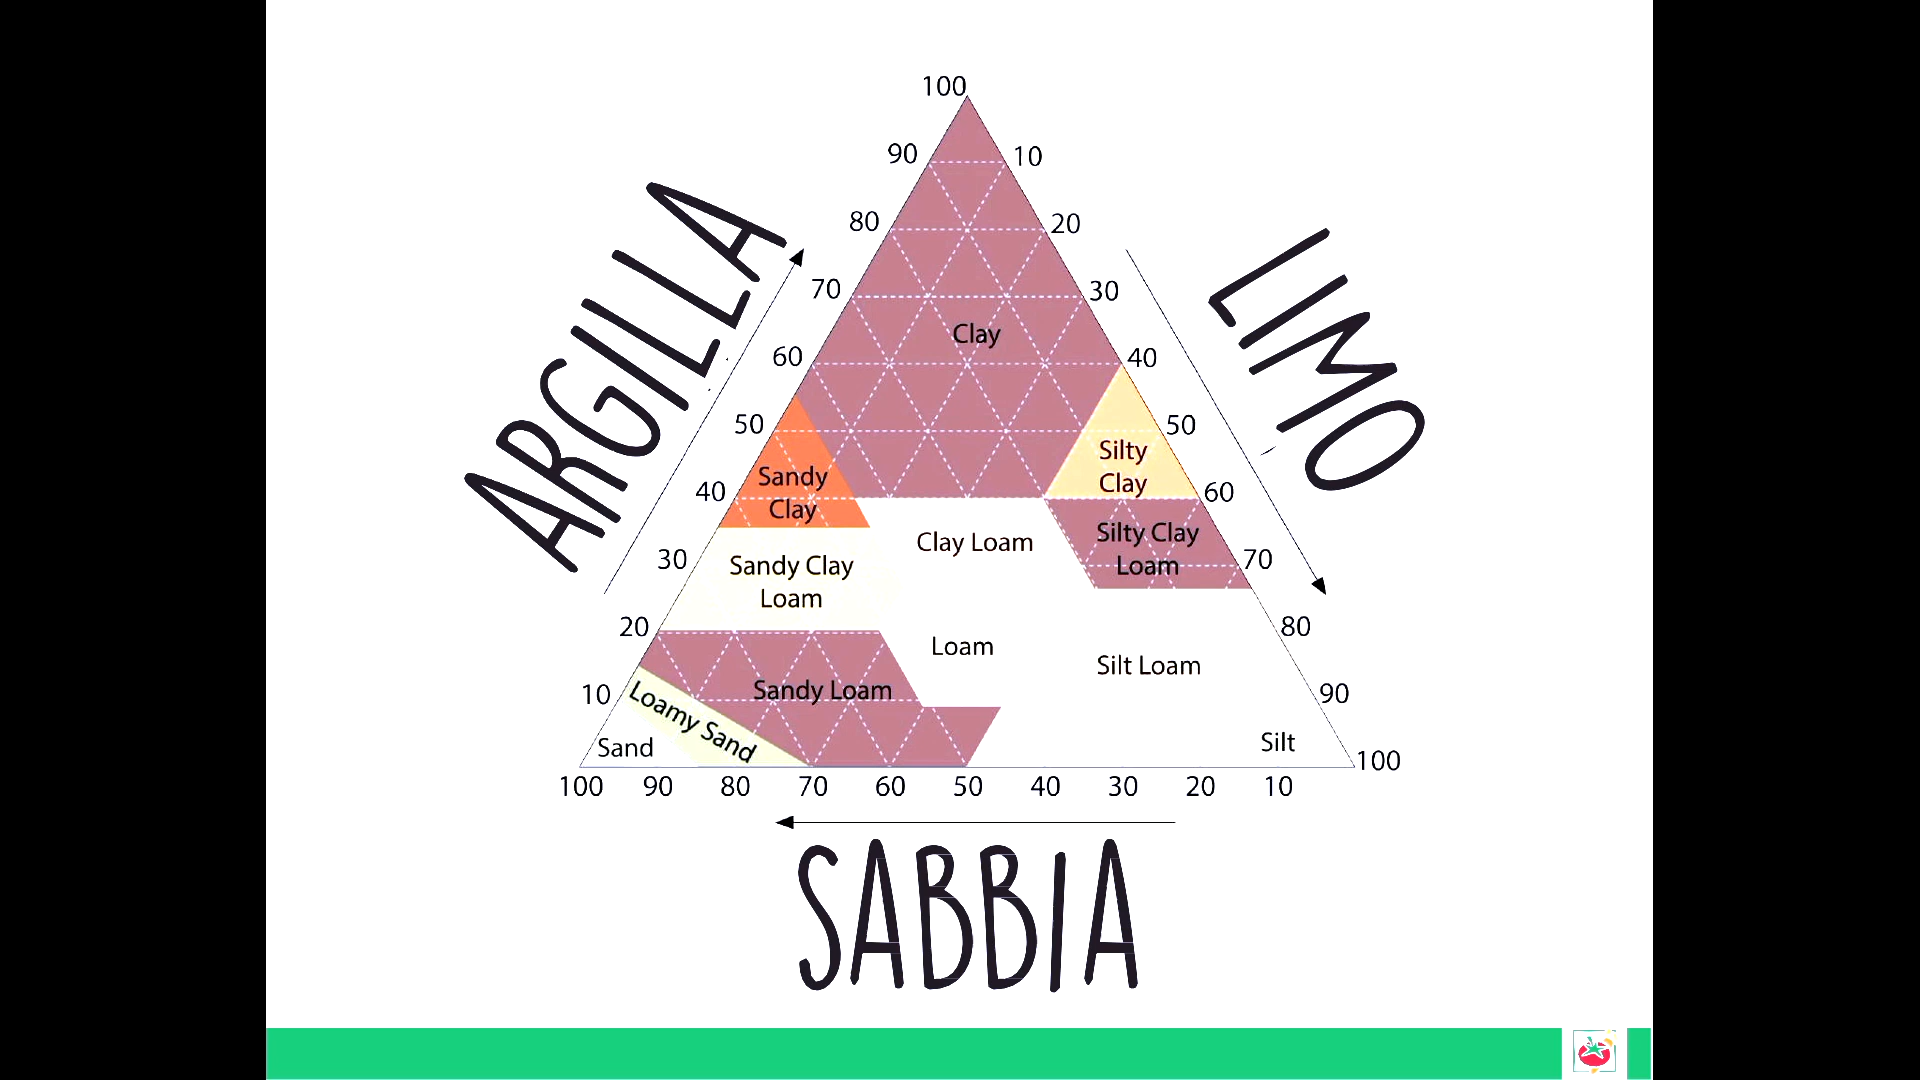 100
90
10
80
20
ARGILLA
LIMO
70
30
Clay
60
40
50
50
Silty
Clay
Sandy
Clay
40
60
Silty Clay
Loam
Clay Loam
30
70
Sandy Clay
Loam
20
80
Loam
Silt Loam
Sandy Loam
10
90
Loamy Sand
Sand
Silt
100
100 90 80 70 60 50 40 30 20 10
SABBIA